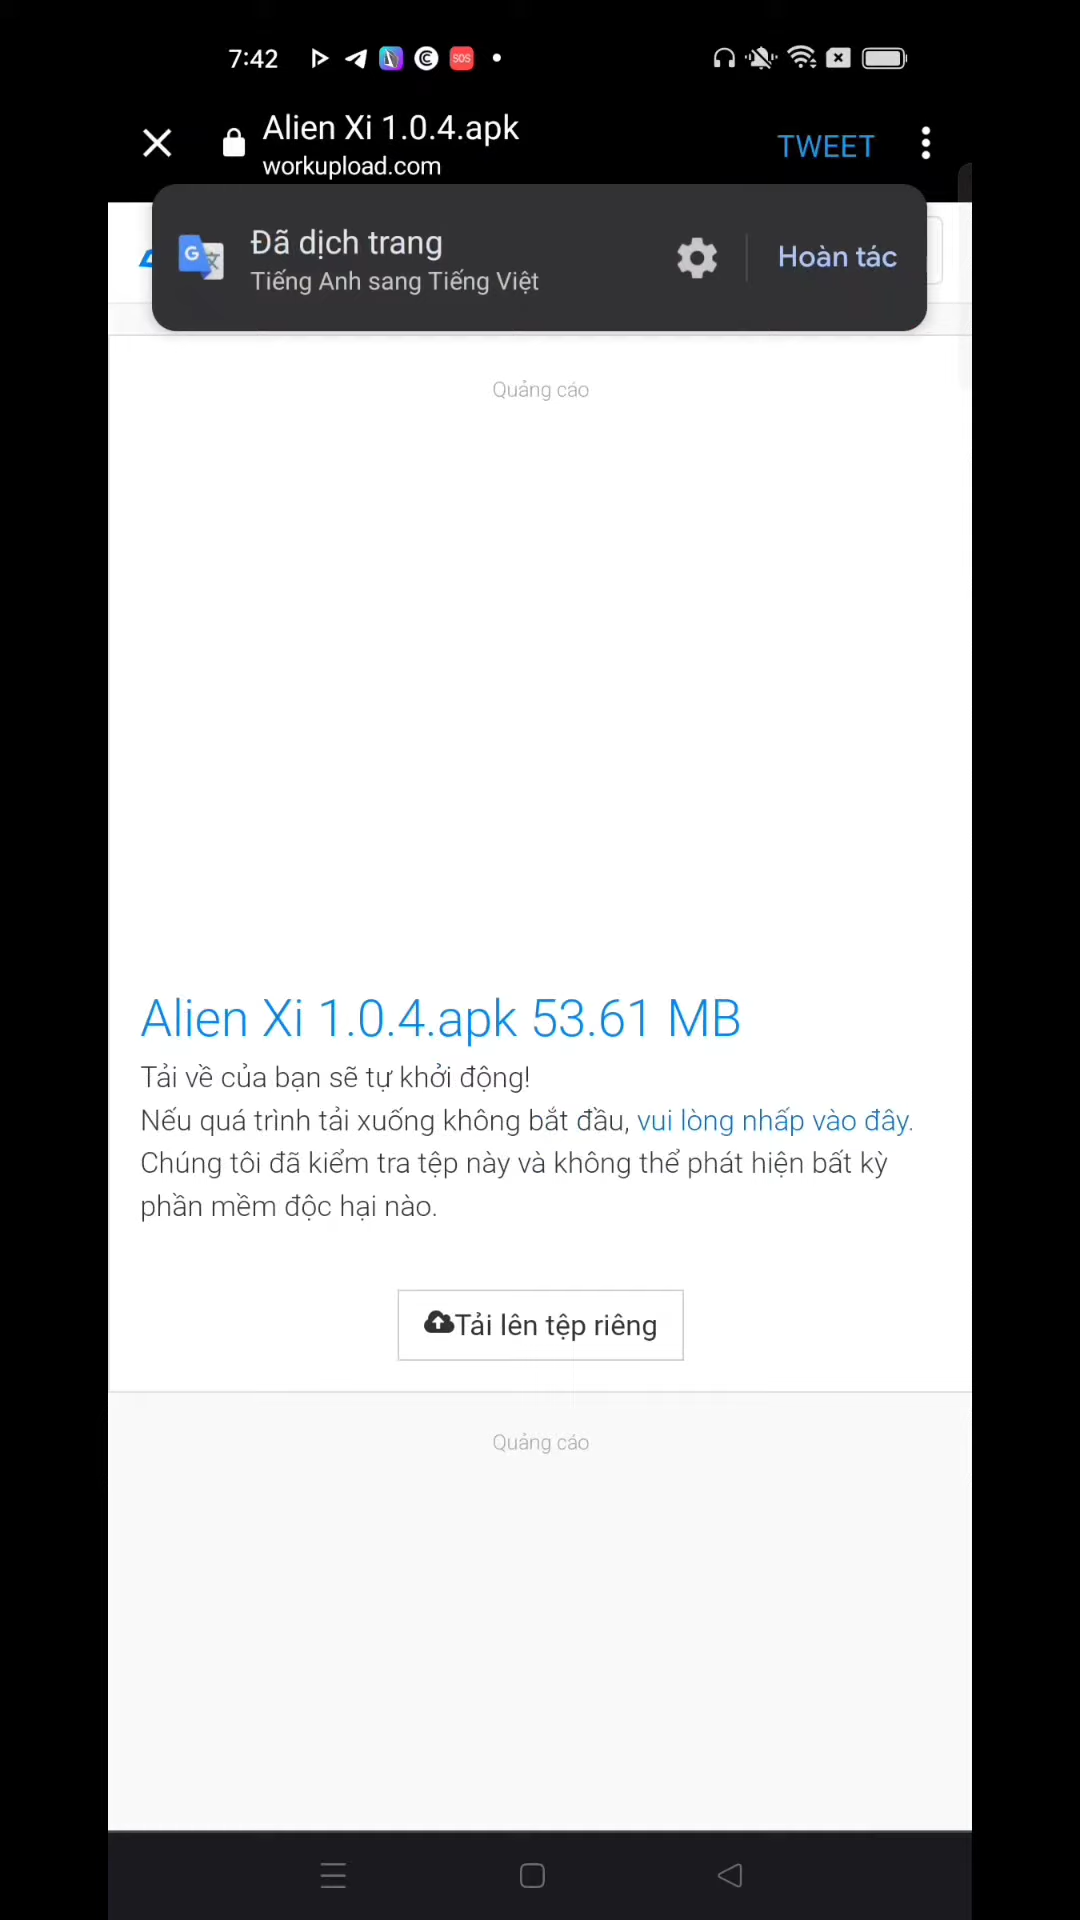 7:42
SOS
Alien Xi 1.0.4.apk
workupload.com
TWEET
Đã dịch trang
Tiếng Anh sang Tiếng Việt
Hoàn tác
Quảng cáo
Alien Xi 1.0.4.apk 53.61 MB
Tải về của bạn sẽ tự khởi động!
Nếu quá trình tải xuống không bắt đầu, vui lòng nhấp vào đây.
Chúng tôi đã kiểm tra tệp này và không thể phát hiện bất kỳ
phần mềm độc hại nào.
Tải lên tệp riêng
Quảng cáo